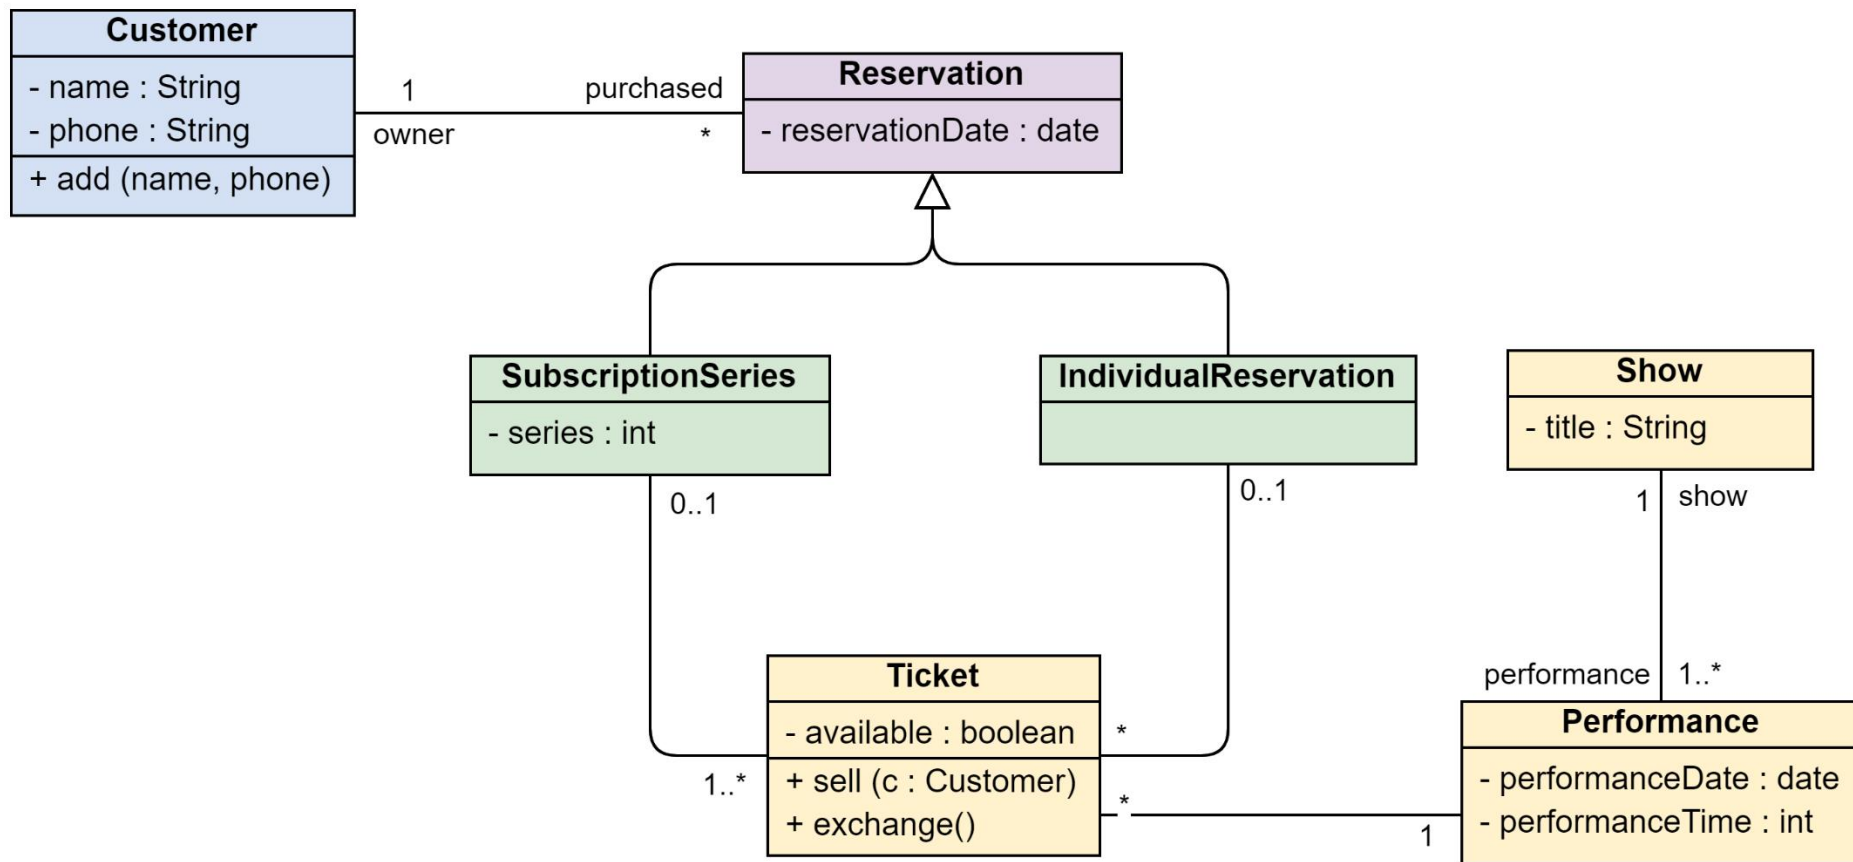 Customer
- name : String
- phone : String
+ add (name, phone)
1
owner
purchased
*
Reservation
- reservationDate : date
SubscriptionSeries
- series : int
0..1
IndividualReservation
0..1
Show
- title : String
1
show
performance
1..*
Ticket
- available : boolean
+ sell (c : Customer)
+ exchange()
1..*
*
*
1
Performance
- performanceDate : date
- performanceTime : int